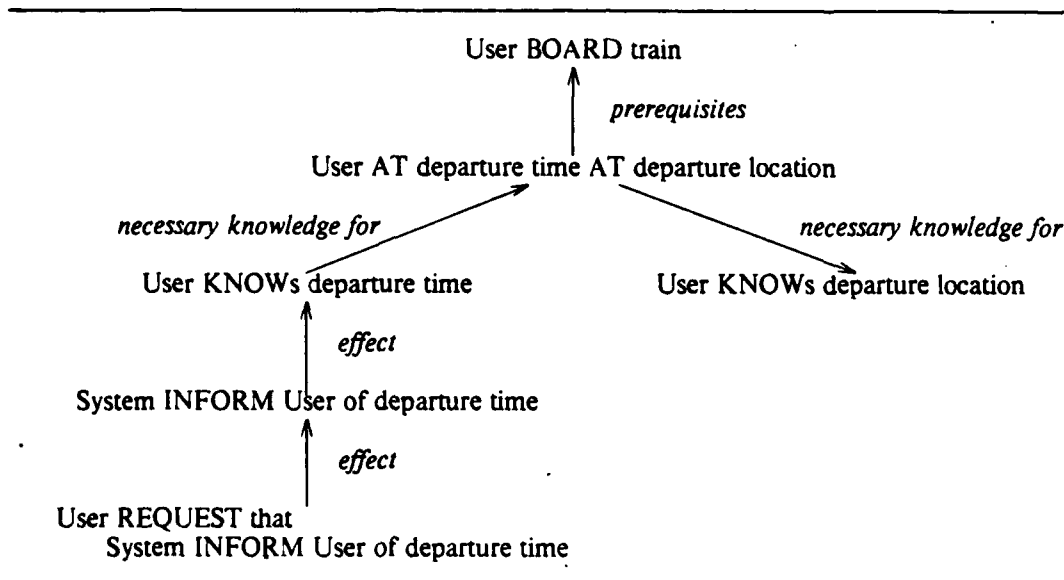 User BOARD train
prerequisites
User AT departure time AT departure location
necessary knowledge for
necessary knowledge for
User KNOWs departure time
User KNOWs departure location
effect
System INFORM User of departure time
effect
User REQUEST that
System INFORM User of departure time